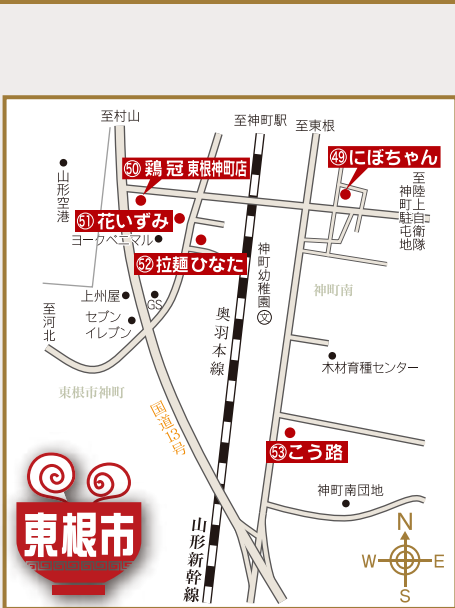 至村山
至神町駅
至東根
㊾にぼちゃん
㊿鶏冠 東根神町店
山形空港
至陸上自衛隊
神町駐屯地
51花いずみ
ヨークベニマル
52拉麺ひなた
神町幼稚園
文
神町南
上州屋
GS
セブン
イレブン
至河北
奥羽本線
木材育種センター
東根市神町
国道13号
53こう路
神町南団地
東根市
山形新幹線
N
W
E
S